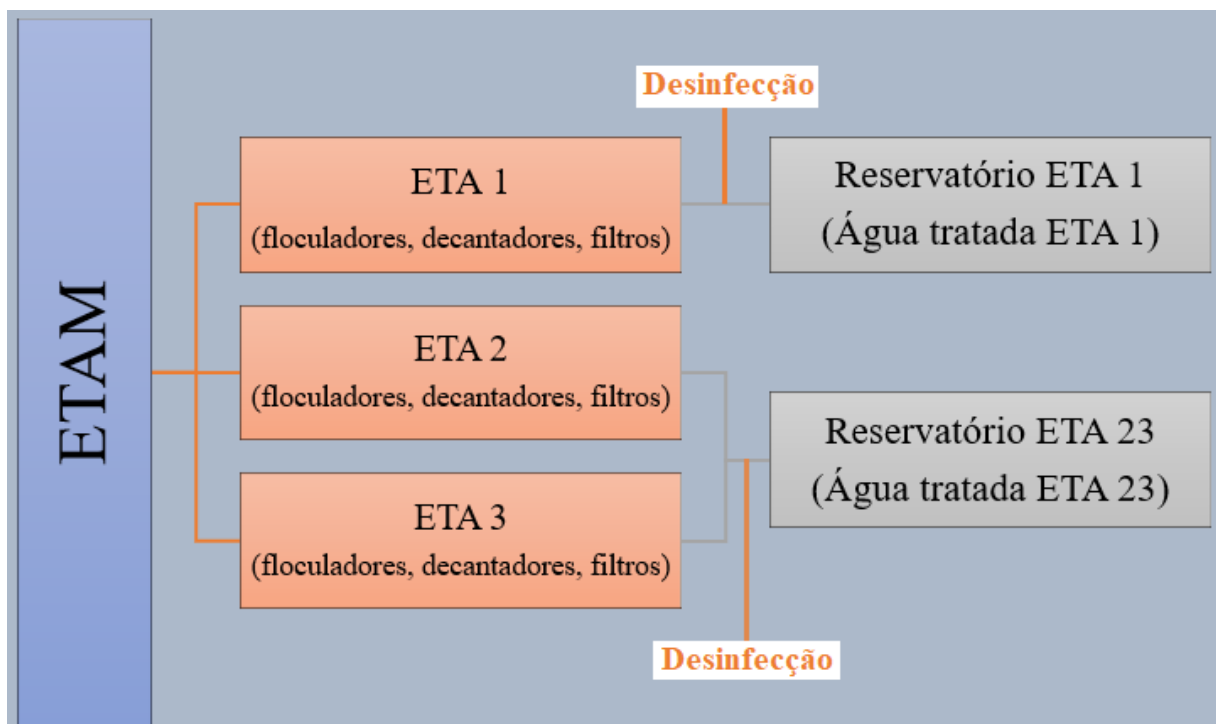 ETAM
Desinfecção
ETA 1
(floculadores, decantadores, filtros)
Reservatório ETA 1
(Água tratada ETA 1)
ETA 2
(floculadores, decantadores, filtros)
ETA 3
(floculadores, decantadores, filtros)
Reservatório ETA 23
(Água tratada ETA 23)
Desinfecção